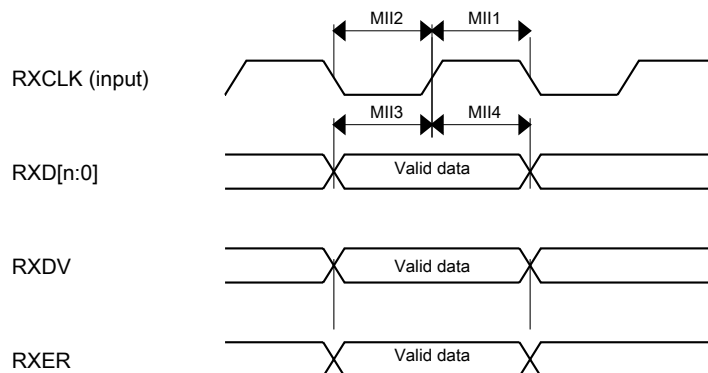 MII2 MII1
RXCLK (input)
MII3 MII4
RXD[n:0] Valid data
RXDV Valid data
RXER Valid data